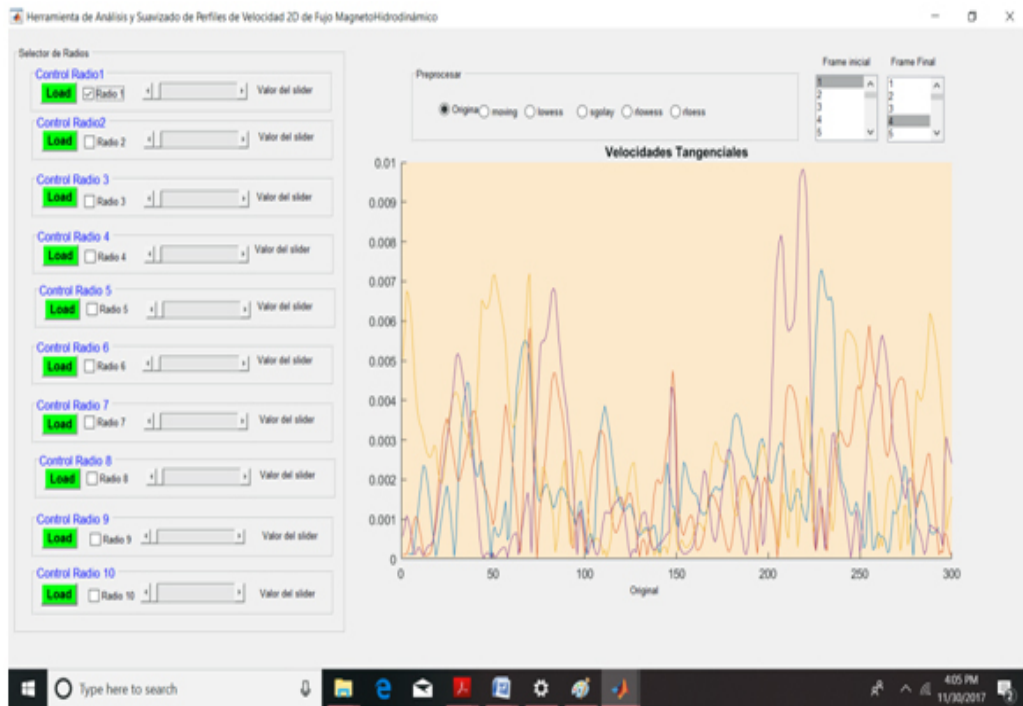 Herramienta de Análisis y Suavizado de Perfiles de Velocidad 2D de Fujo MagnetoHidrodinámico
Selector de Radios
Control Radio1
Load Radio 1 Valor del slider
Control Radio2
Load Radio 2 Valor del slider
Control Radio 3
Load Radio 3 Valor del slider
Control Radio 4
Load Radio 4 Valor del slider
Control Radio 5
Load Radio 5 Valor del slider
Control Radio 6
Load Radio 6 Valor del slider
Control Radio 7
Load Radio 7 Valor del slider
Control Radio 8
Load Radio 8 Valor del slider
Control Radio 9
Load Radio 9 Valor del slider
Control Radio 10
Load Radio 10 Valor del slider
Preprocesar
Origina moving lowess sgolay rlowess rloess
Frame inicial
1
2
3
4
5
Frame Final
1
2
3
4
5
Velocidades Tangenciales
0.01
0.009
0.008
0.007
0.006
0.005
0.004
0.003
0.002
0.001
0
0 50 100 150 200 250 300
Original
Type here to search
4:05 PM
11/30/2017